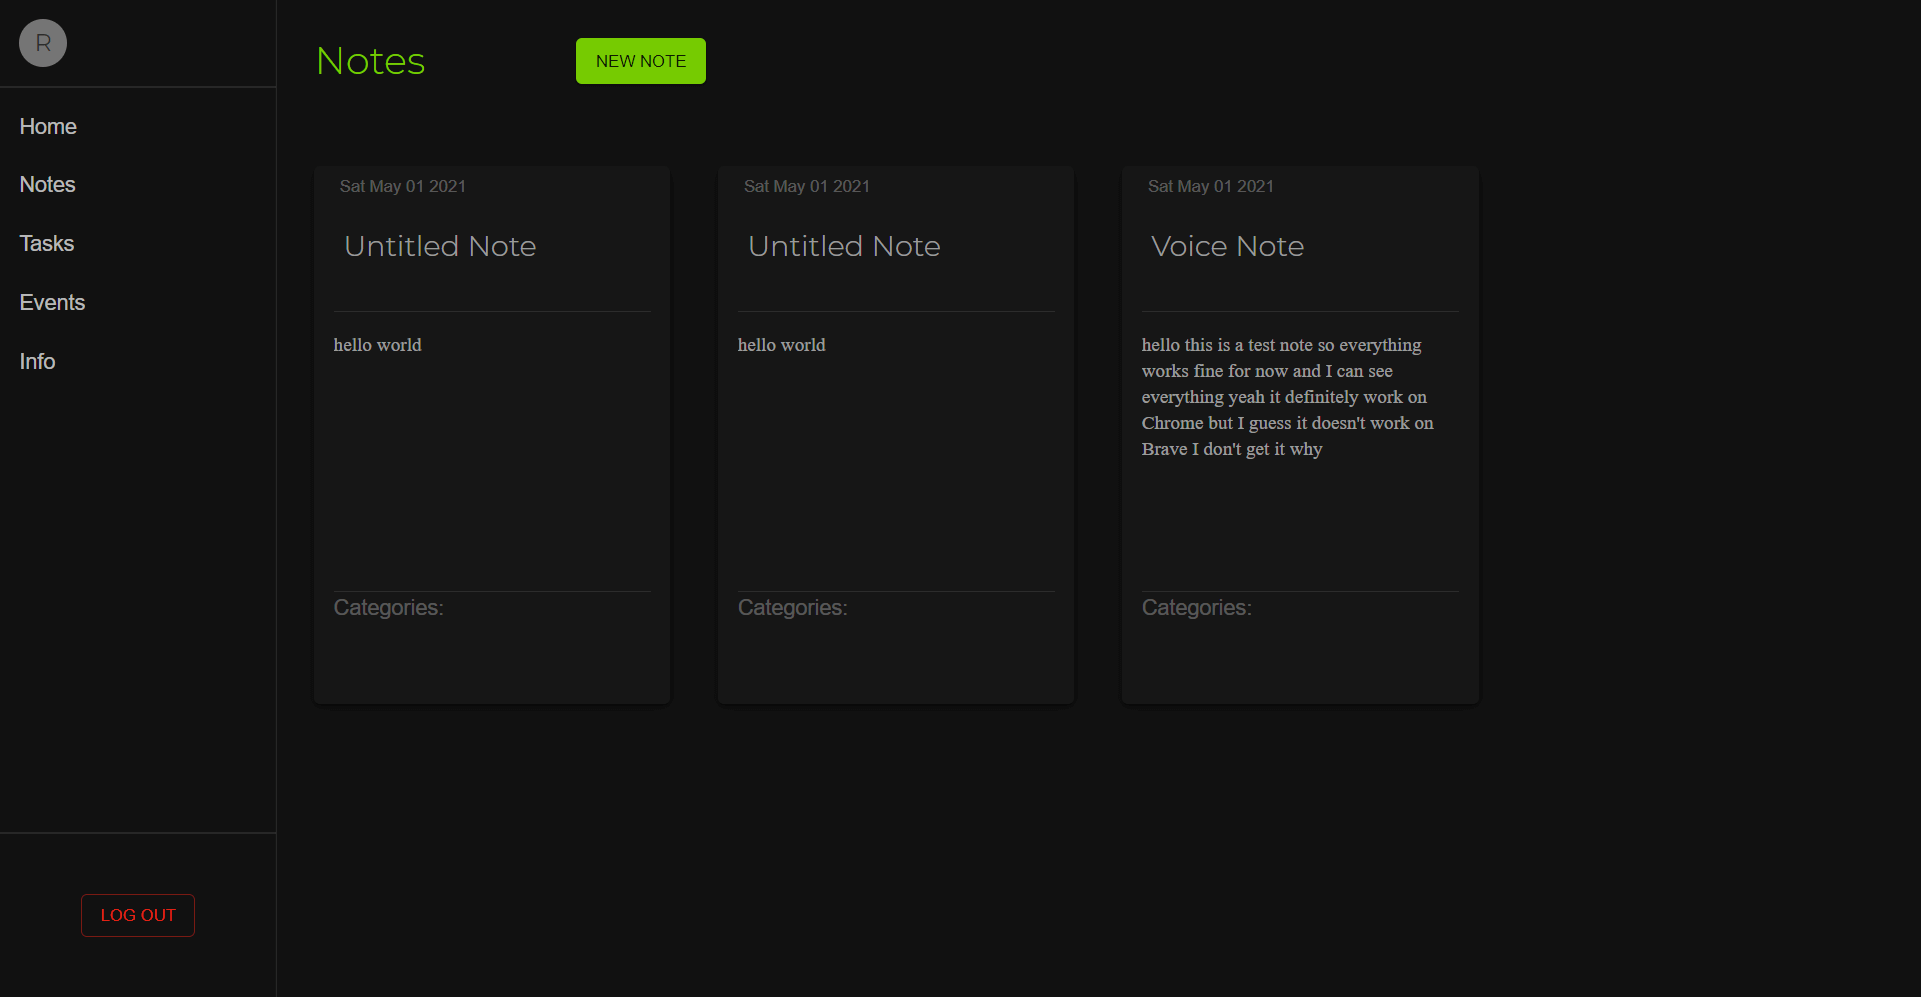 R
Home
Notes
Tasks
Events
Info
LOG OUT
Notes
NEW NOTE
Sat May 01 2021
Untitled Note
hello world
Categories:
Sat May 01 2021
Untitled Note
hello world
Categories:
Sat May 01 2021
Voice Note
hello this is a test note so everything
works fine for now and I can see
everything yeah it definitely work on
Chrome but I guess it doesn't work on
Brave I don't get it why
Categories: